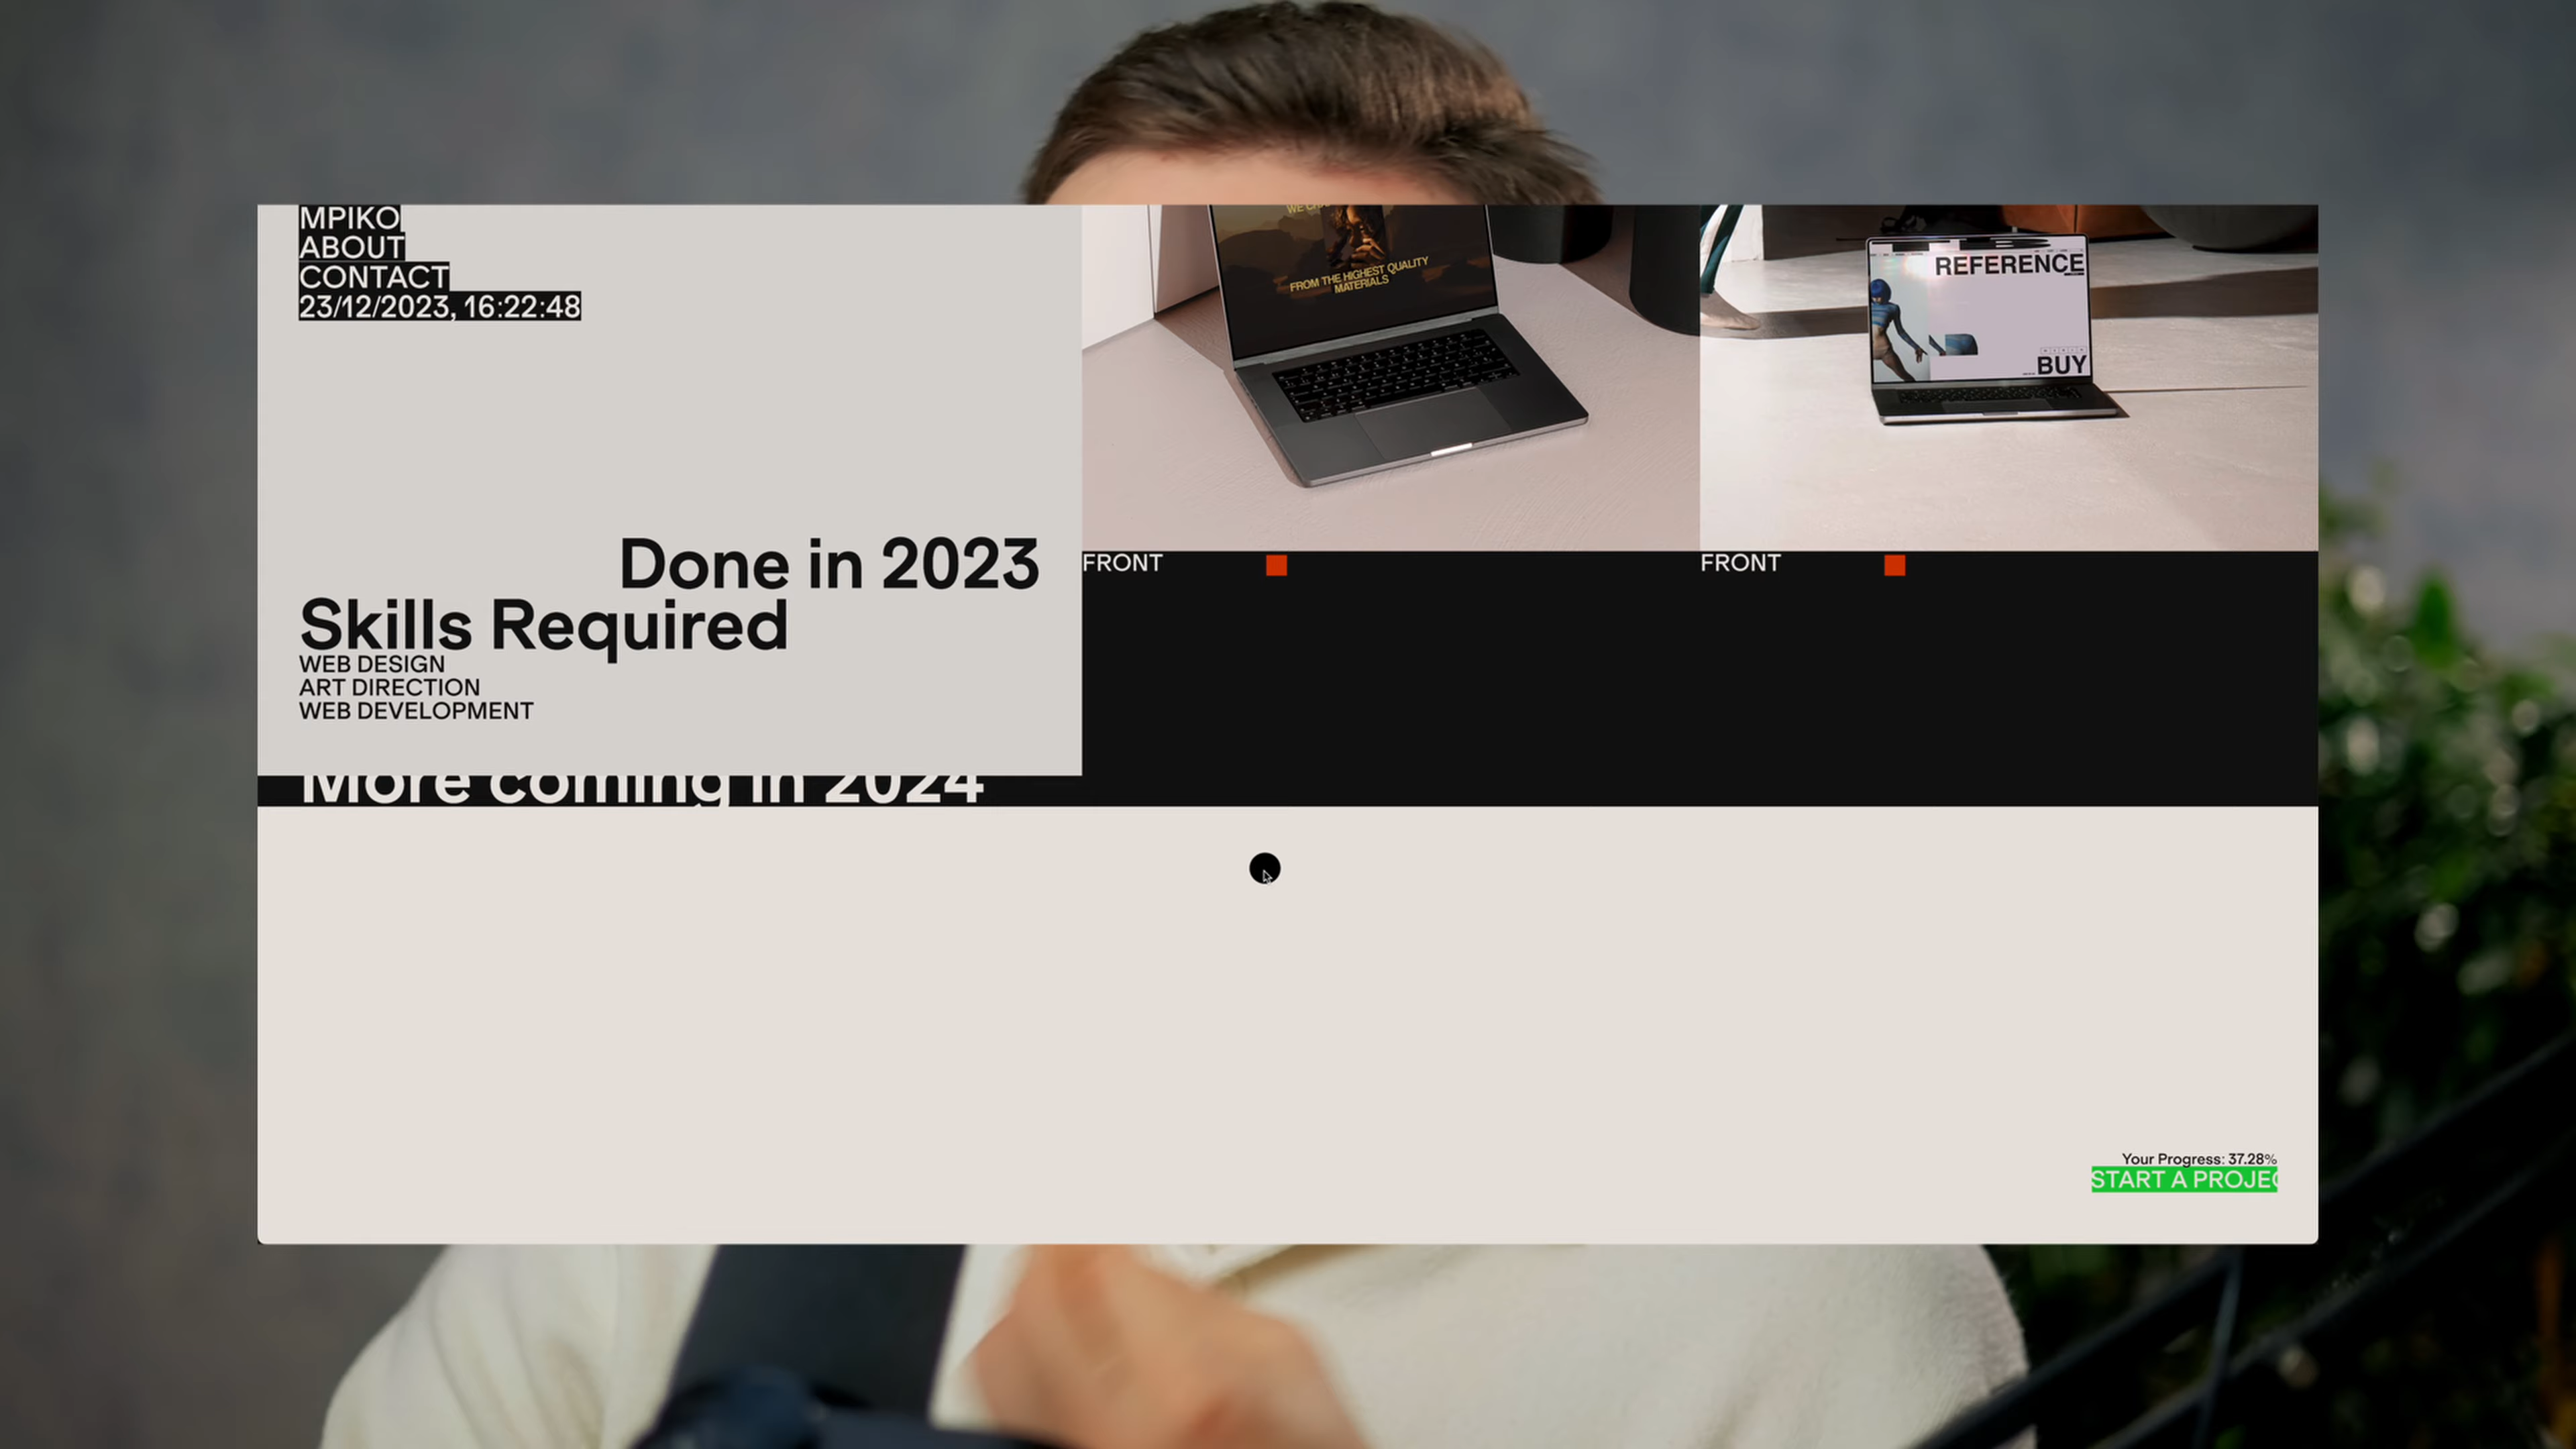 MPIKO
ABOUT
CONTACT
23/12/2023, 16:22:48
FROM THE HIGHEST QUALITY
MATERIALS
REFERENCE
BUY
Done in 2023
Skills Required
WEB DESIGN
ART DIRECTION
WEB DEVELOPMENT
FRONT
FRONT
More coming in 2024
Your Progress: 37.28%
START A PROJEC